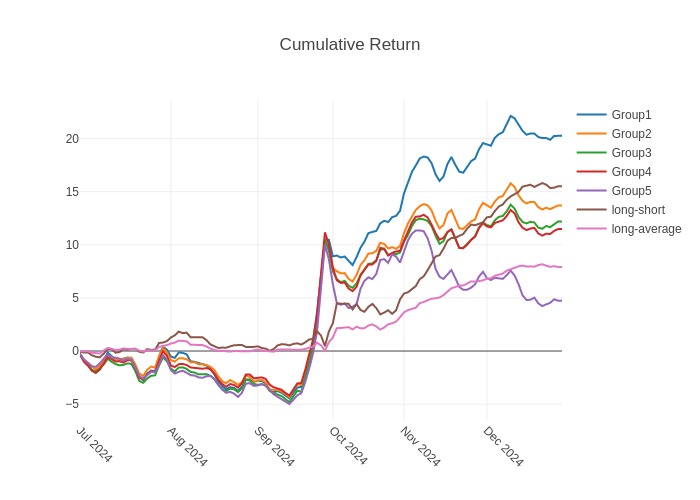 Cumulative Return
20
15
10
5
0
−5
Jul 2024
Aug 2024
Sep 2024
Oct 2024
Nov 2024
Dec 2024
Group1
Group2
Group3
Group4
Group5
long-short
long-average